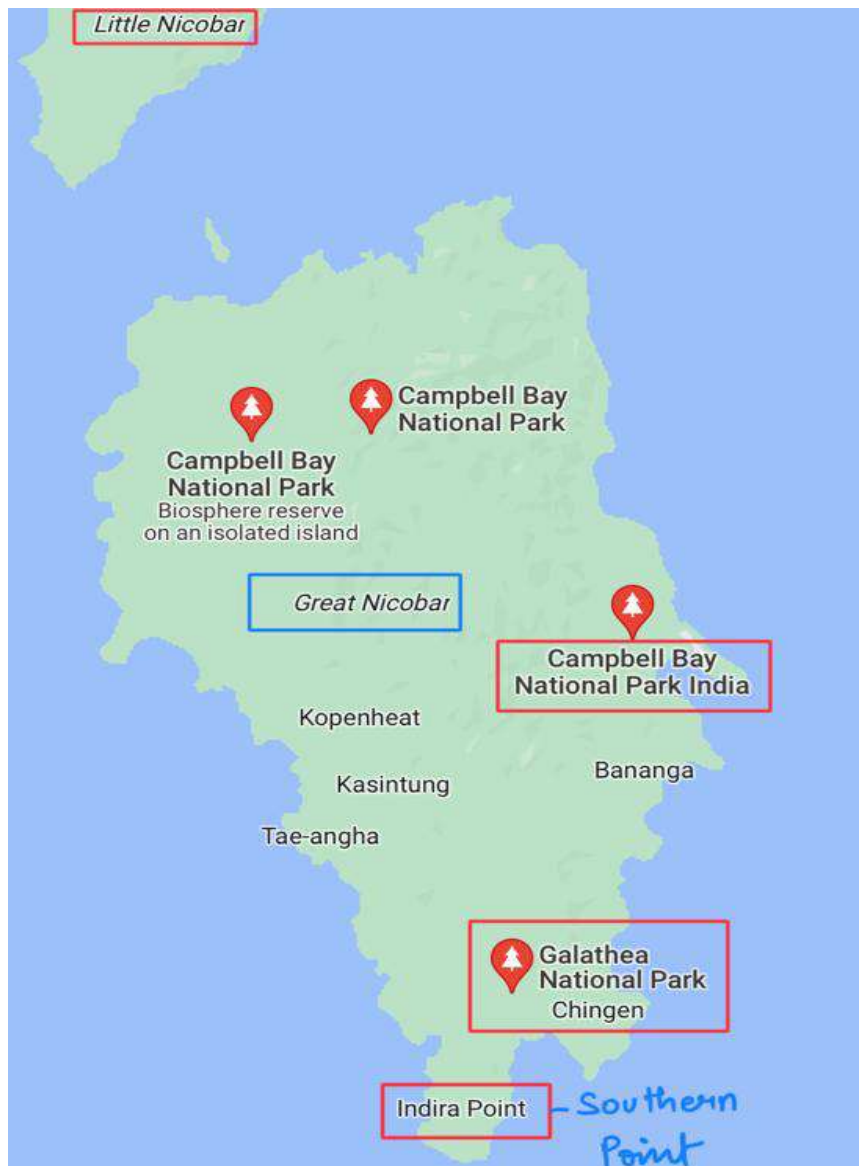 Little Nicobar
Campbell Bay
National Park
Campbell Bay
National Park
Biosphere reserve
on an isolated island
Great Nicobar
Campbell Bay
National Park India
Kopenheat
Bananga
Kasintung
Tae-angha
Galathea
National Park
Chingen
Indira Point - Southern
Point